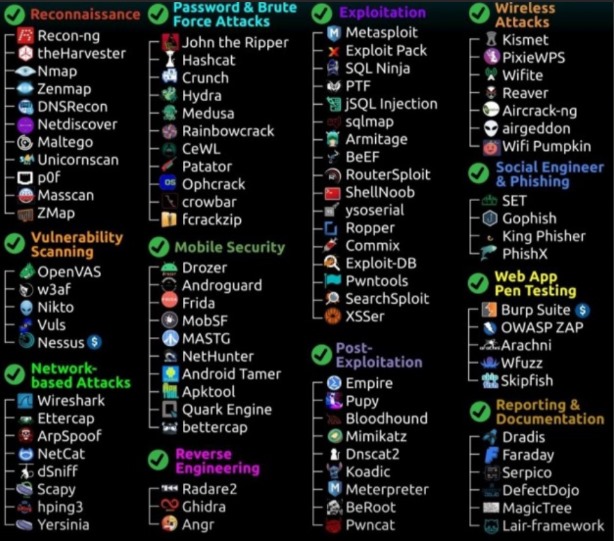 Reconnaissance
Recon-ng
theHarvester
Nmap
Zenmap
DNSRecon
Netdiscover
Maltego
Unicornscan
p0f
Masscan
ZMap
Vulnerability
Scanning
OpenVAS
w3af
Nikto
Vuls
Nessus $
Network-
based Attacks
Wireshark
Ettercap
ArpSpoof
NetCat
dSniff
Scapy
hping3
Yersinia
Password & Brute
Force Attacks
John the Ripper
Hashcat
Crunch
Hydra
Medusa
Rainbowcrack
CeWL
Patator
Ophcrack
crowbar
fcrackzip
Mobile Security
Drozer
Androguard
Frida
MobSF
MASTG
NetHunter
Android Tamer
Apktool
Quark Engine
bettercap
Reverse
Engineering
Radare2
Ghidra
Angr
Exploitation
Metasploit
Exploit Pack
SQL Ninja
PTF
jSQL Injection
sqlmap
Armitage
BeEF
RouterSploit
ShellNoob
ysoserial
Ropper
Commix
Exploit-DB
Pwntools
SearchSploit
XSSer
Post-
Exploitation
Empire
Pupy
Bloodhound
Mimikatz
Dnscat2
Koadic
Meterpreter
BeRoot
Pwncat
Wireless
Attacks
Kismet
PixieWPS
Wifite
Reaver
Aircrack-ng
airgeddon
Wifi Pumpkin
Social Engineer
& Phishing
SET
Gophish
King Phisher
PhishX
Web App
Pen Testing
Burp Suite $
OWASP ZAP
Arachni
Wfuzz
Skipfish
Reporting &
Documentation
Dradis
Faraday
Serpico
DefectDojo
MagicTree
Lair-framework